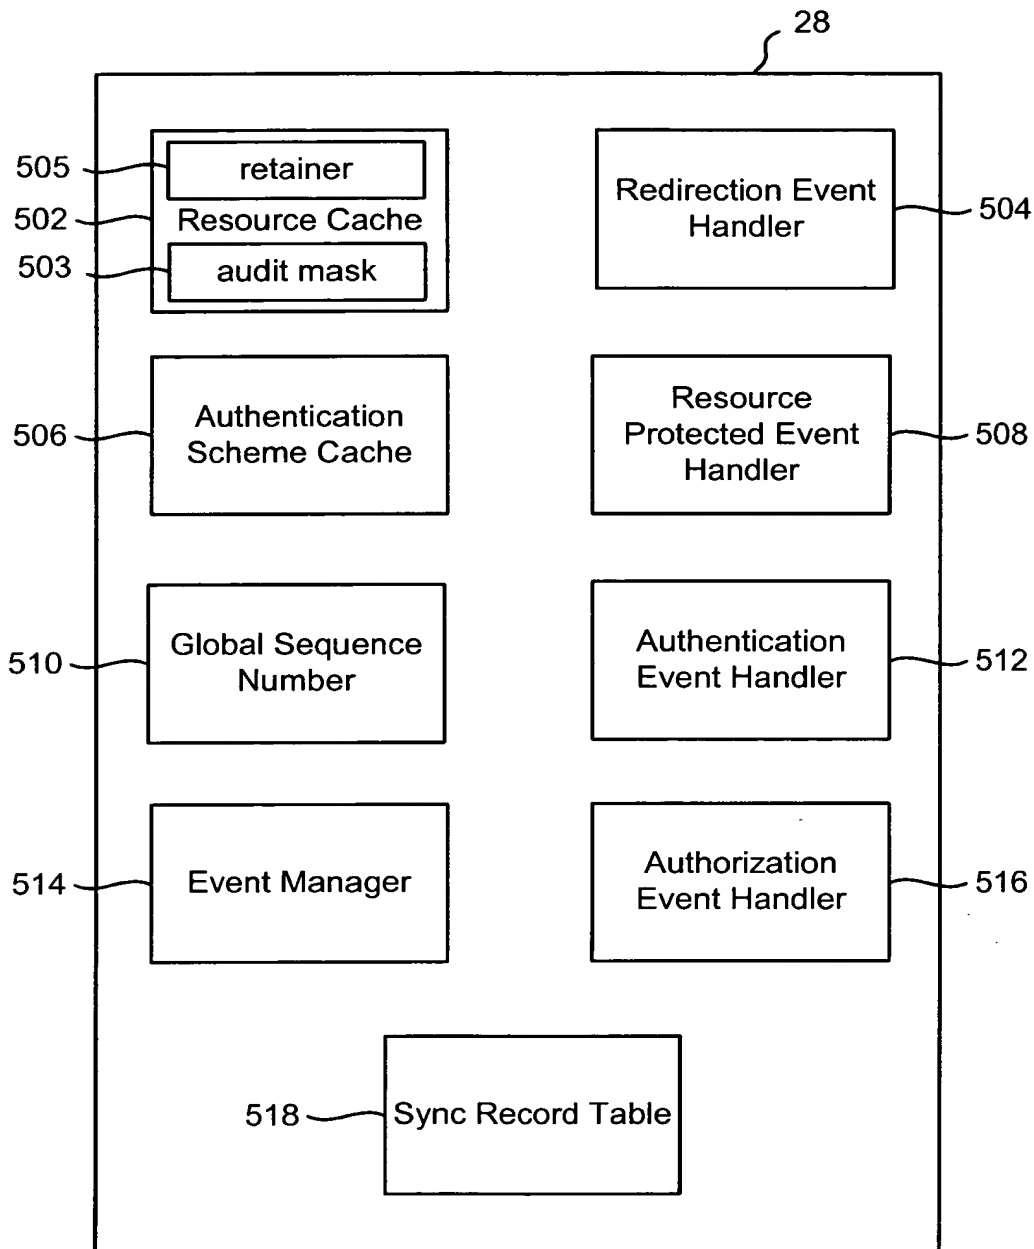 28
505
retainer
502
Resource Cache
503
audit mask
Redirection Event
Handler
504
506
Authentication
Scheme Cache
Resource
Protected Event
Handler
508
510
Global Sequence
Number
Authentication
Event Handler
512
514
Event Manager
Authorization
Event Handler
516
518
Sync Record Table